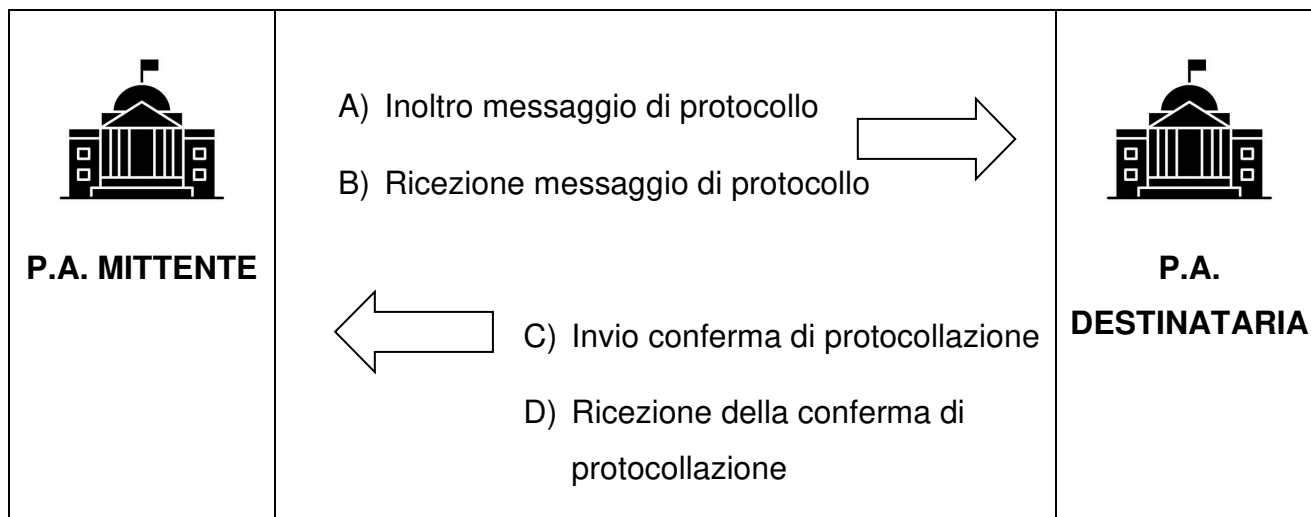 P.A. MITTENTE
A) Inoltro messaggio di protocollo
B) Ricezione messaggio di protocollo
C) Invio conferma di protocollazione
D) Ricezione della conferma di
protocollazione
P.A.
DESTINATARIA